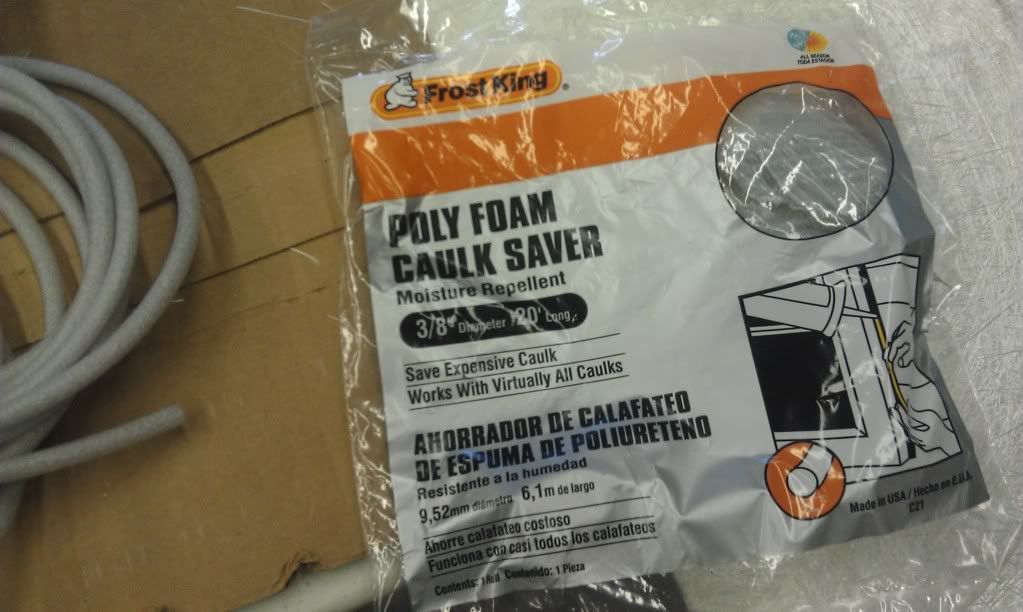 Frost King
ALL SEASON
TODA ESTACIÓN
POLY FOAM
CAULK SAVER
Moisture Repellent
3/8" Diameter 20' Long
Save Expensive Caulk
Works With Virtually All Caulks
AHORRADOR DE CALAFATEO
DE ESPUMA DE POLIURETENO
Resistente a la humedad
9,52mm diámetro 6,1m de largo
Ahorre calafateo costoso
Funciona con casi todos los calafateos
Contents: 1 Roll Contenido: 1 Pieza
Made in USA / Hecho en E.U.A.
C21